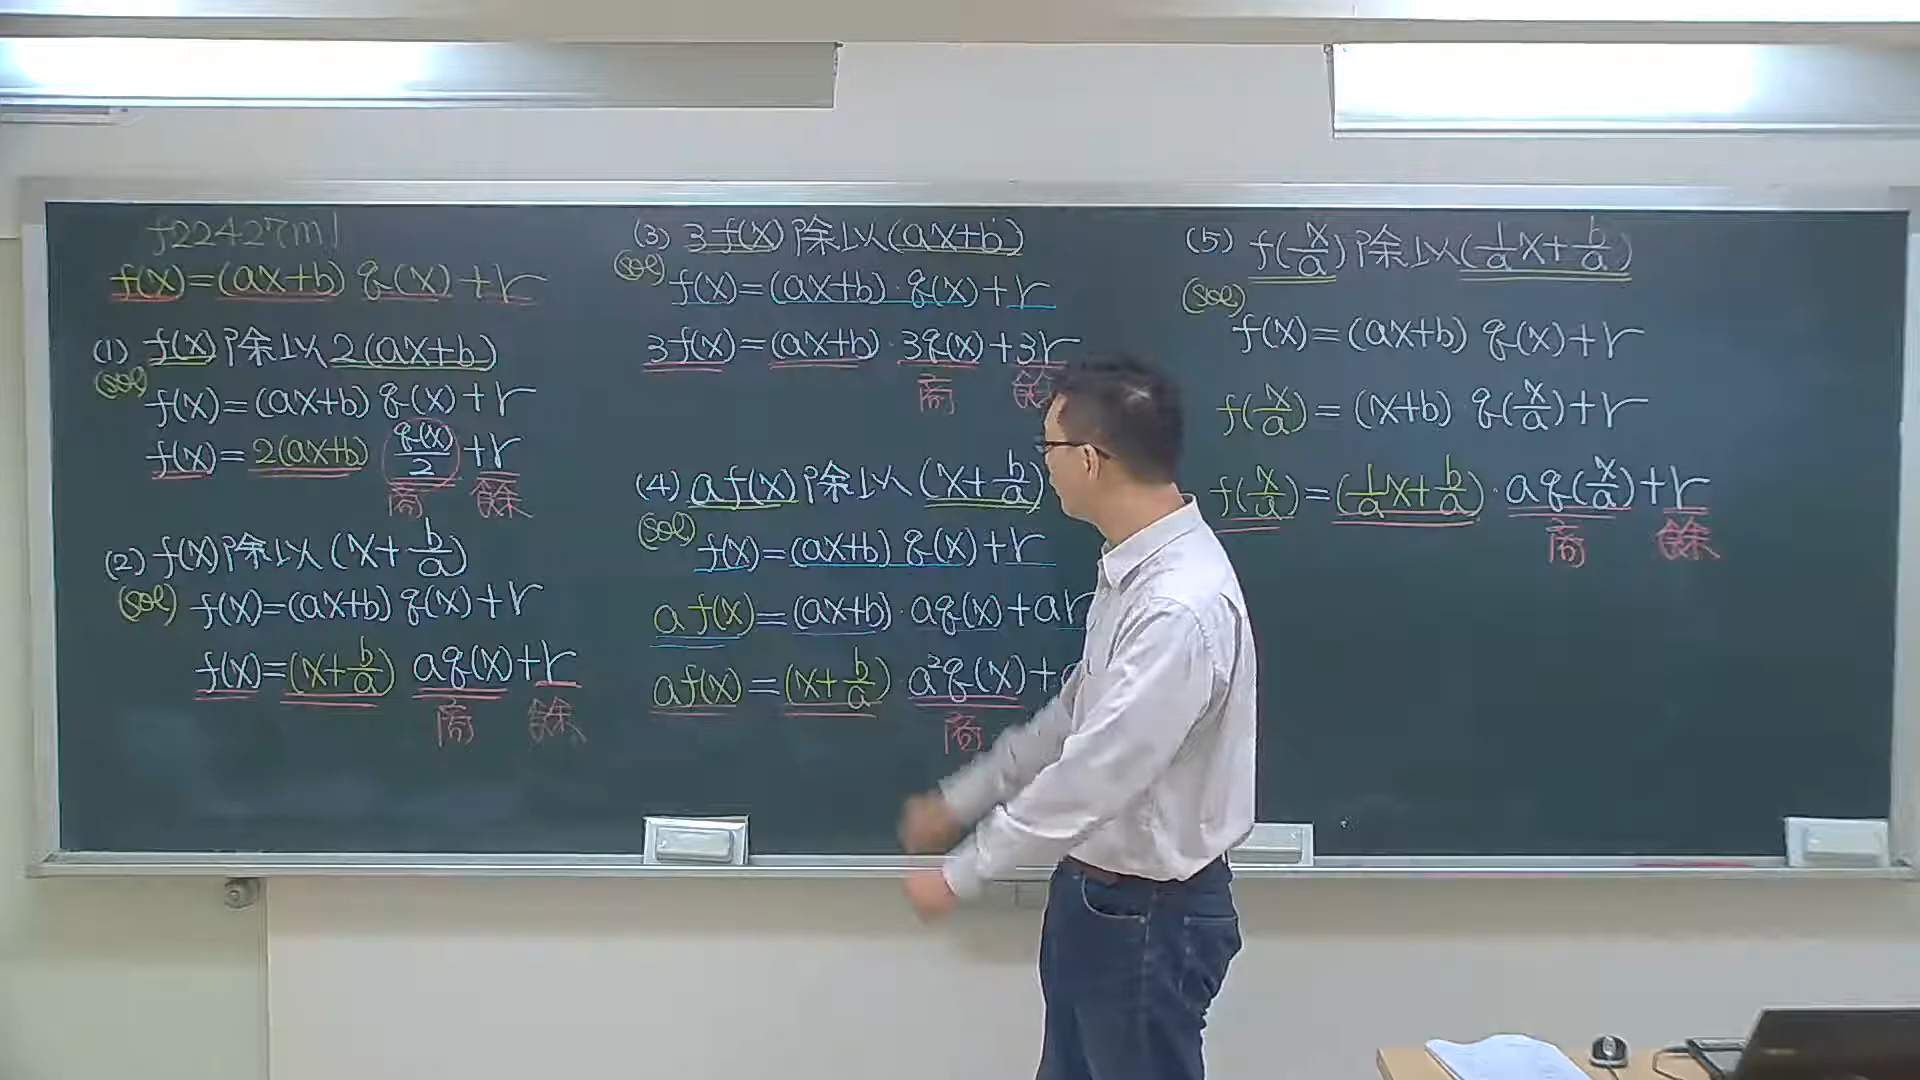 f22427m1
f(x)=(ax+b) q(x)+r
(1) f(x)除以2(ax+b)
(sol)
f(x)=(ax+b) q(x)+r
f(x)=2(ax+b) q(x)/2 +r
商 餘
(2) f(x)除以(x+b/a)
(sol) f(x)=(ax+b) q(x)+r
f(x)=(x+b/a) aq(x)+r
商 餘
(3) 3f(x)除以(ax+b)
(sol)
f(x)=(ax+b)·q(x)+r
3f(x)=(ax+b)·3q(x)+3r
商 餘
(4) af(x)除以(x+b/a)
(sol)
f(x)=(ax+b) q(x)+r
af(x)=(ax+b)·aq(x)+ar
af(x)=(x+b/a)·a²q(x)+
商
(5) f(x/a)除以(1/a x+b/a)
(sol)
f(x)=(ax+b) q(x)+r
f(x/a)=(x+b) q(x/a)+r
f(x/a)=(1/a x+b/a)·aq(x/a)+r
商 餘